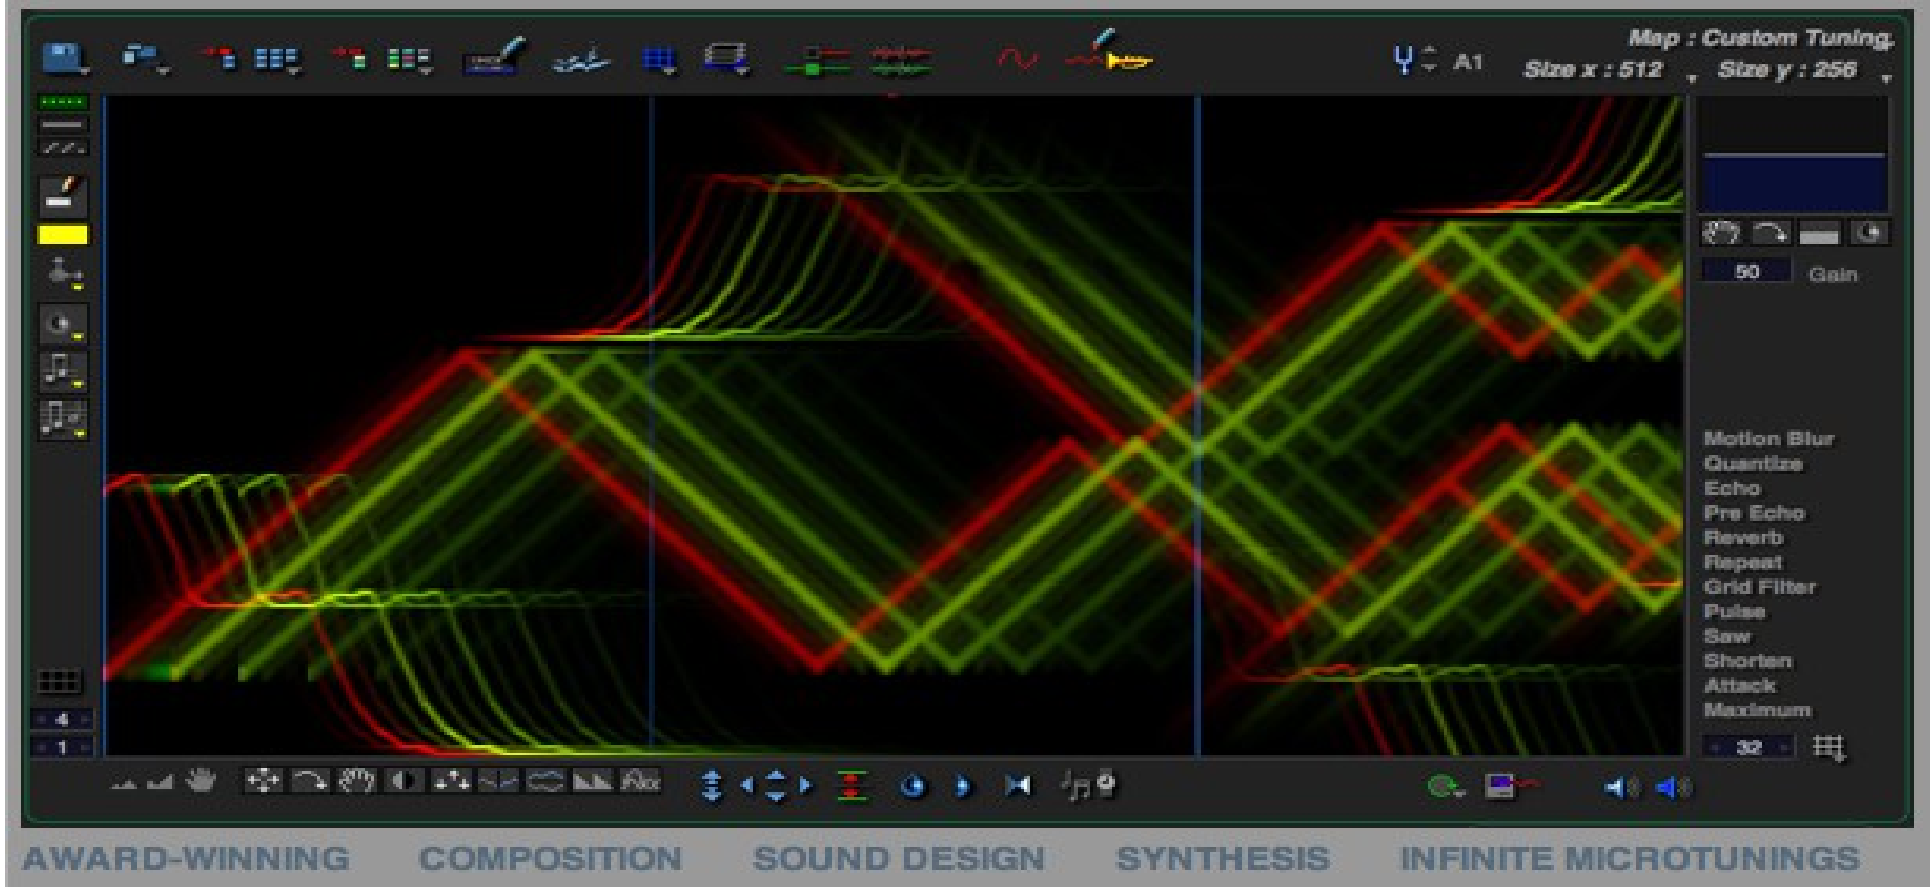 Map : Custom Tuning
A1
Size x : 512
Size y : 256
50 Gain
Motion Blur
Quantize
Echo
Pre Echo
Reverb
Repeat
Grid Filter
Pulse
Saw
Shorten
Attack
Maximum
4
1
32
AWARD-WINNING COMPOSITION SOUND DESIGN SYNTHESIS INFINITE MICROTUNINGS